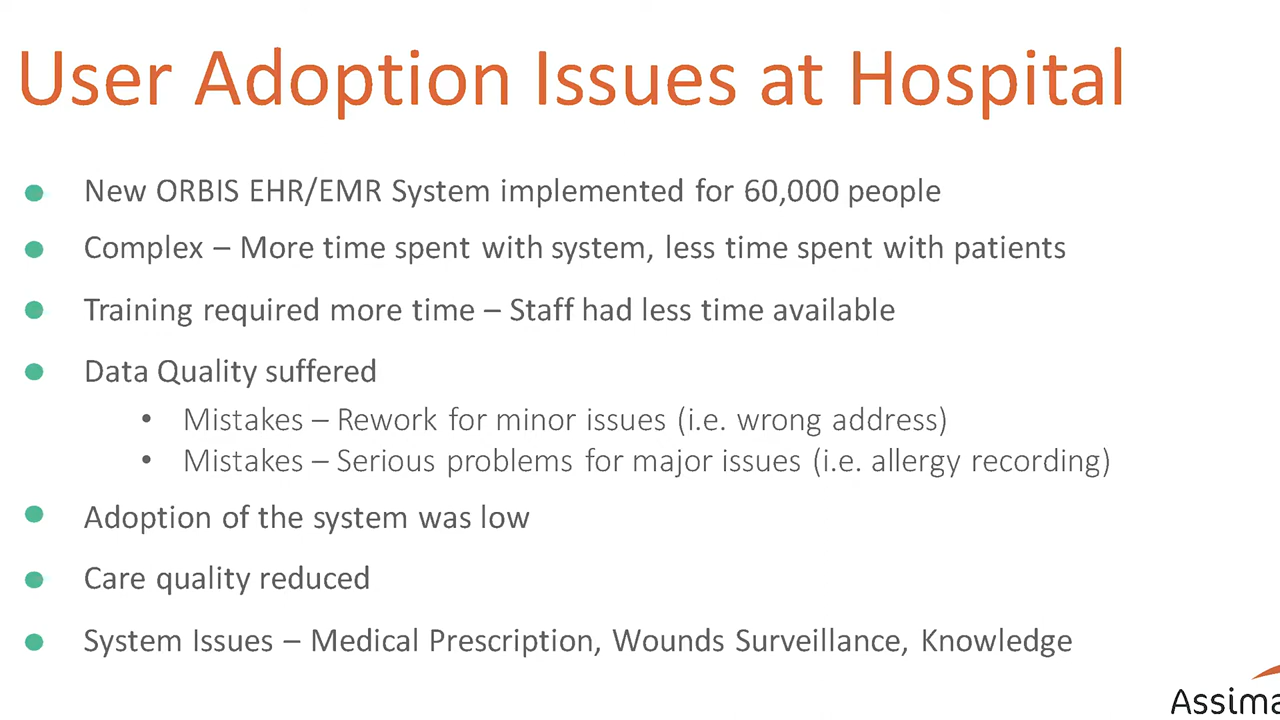 User Adoption Issues at Hospital
New ORBIS EHR/EMR System implemented for 60,000 people
Complex – More time spent with system, less time spent with patients
Training required more time – Staff had less time available
Data Quality suffered
Mistakes – Rework for minor issues (i.e. wrong address)
Mistakes – Serious problems for major issues (i.e. allergy recording)
Adoption of the system was low
Care quality reduced
System Issues – Medical Prescription, Wounds Surveillance, Knowledge